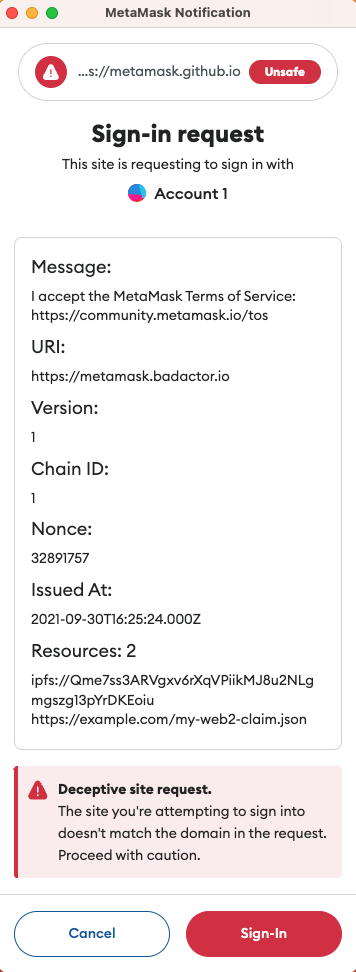 MetaMask Notification
...s://metamask.github.io Unsafe
Sign-in request
This site is requesting to sign in with
Account 1
Message:
I accept the MetaMask Terms of Service:
https://community.metamask.io/tos
URI:
https://metamask.badactor.io
Version:
1
Chain ID:
1
Nonce:
32891757
Issued At:
2021-09-30T16:25:24.000Z
Resources: 2
ipfs://Qme7ss3ARVgxv6rXqVPiikMJ8u2NLg
mgszg13pYrDKEoiu
https://example.com/my-web2-claim.json
Deceptive site request.
The site you're attempting to sign into
doesn't match the domain in the request.
Proceed with caution.
Cancel Sign-In